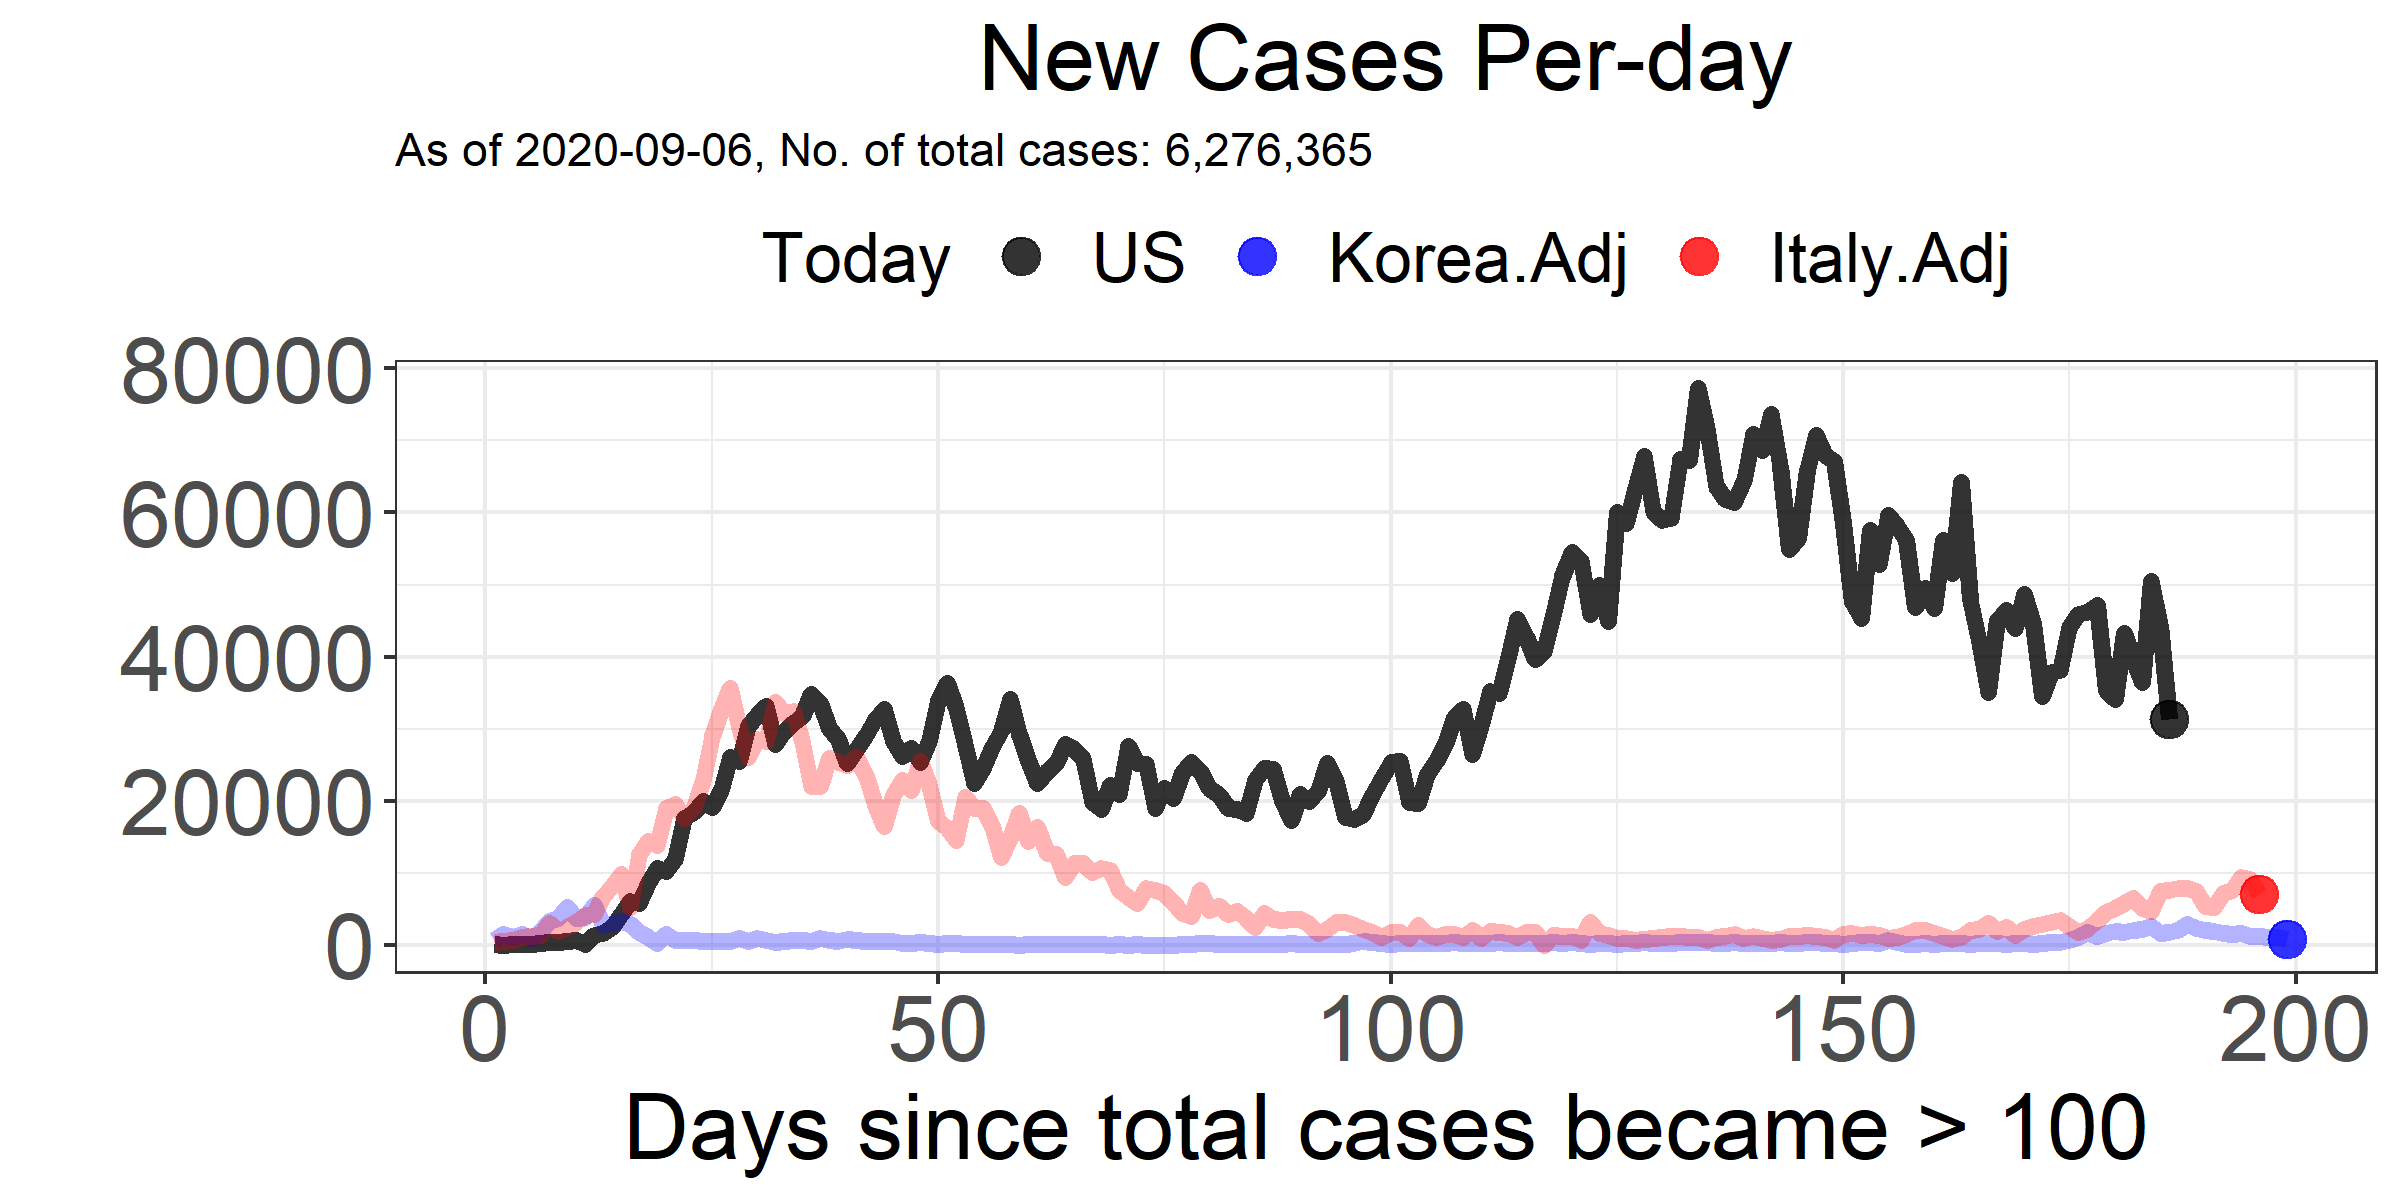 New Cases Per-day
As of 2020-09-06, No. of total cases: 6,276,365
Today US Korea.Adj Italy.Adj
80000
60000
40000
20000
0
0 50 100 150 200
Days since total cases became > 100